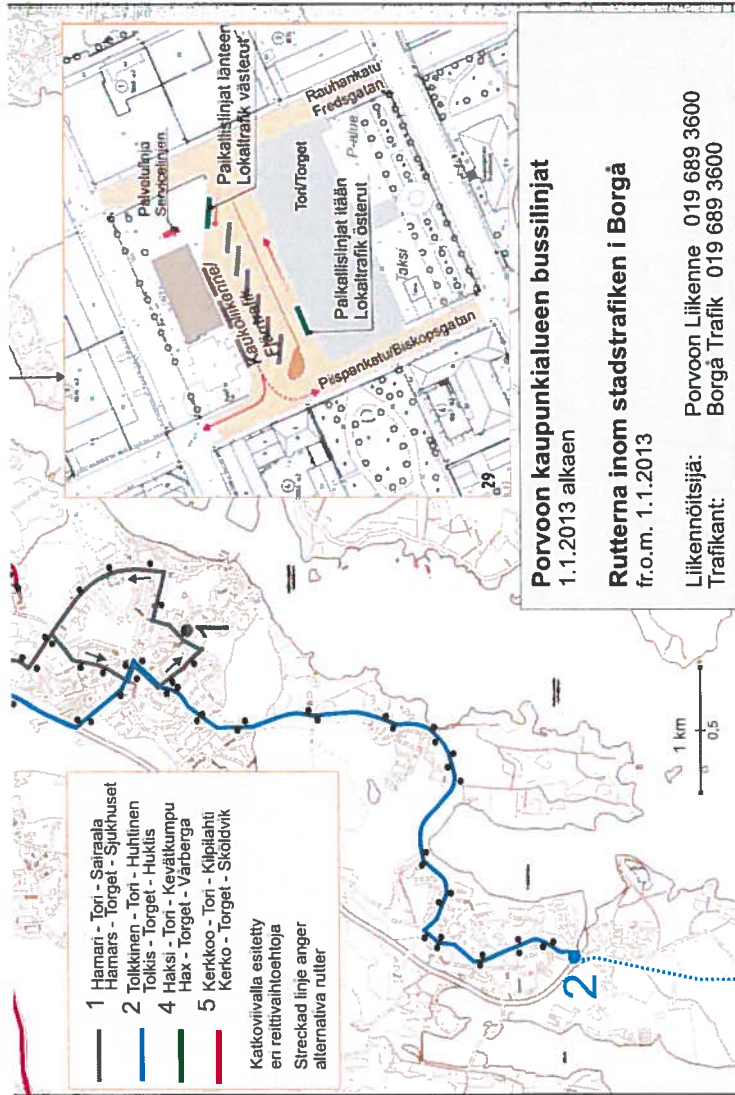 1 Hamari - Tori - Sairaala
Hamars - Torget - Sjukhuset
2 Tolkkinen - Tori - Huhtinen
Tolkis - Torget - Huktis
4 Haksi - Tori - Kevätkumpu
Hax - Torget - Vårberga
5 Kerkkoo - Tori - Kilpilahti
Kerko - Torget - Sköldvik
Katkoviivalla esitetty
en reittivaihtoehtoja
Streckad linje anger
alternativa rutter
1
2
1 km
0.5
Palvelulinja
Servicelinjen
Paikallislinjat länteen
Lokaltrafik västerut
Kaukoliikenne/
Fjärrtrafik
Rauhankatu
Fredsgatan
Tori/Torget
P-alue
Paikallislinjat itään
Lokaltrafik österut
Taksi
Piispankatu/Biskopsgatan
29
Porvoon kaupunkialueen bussilinjat
1.1.2013 alkaen
Rutterna inom stadstrafiken i Borgå
fr.o.m. 1.1.2013
Liikennöitsijä: Porvoon Liikenne 019 689 3600
Trafikant: Borgå Trafik 019 689 3600